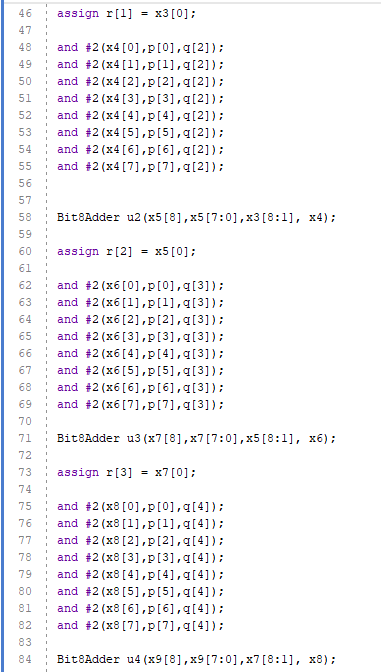 46 assign r[1] = x3[0];
47
48 and #2(x4[0],p[0],q[2]);
49 and #2(x4[1],p[1],q[2]);
50 and #2(x4[2],p[2],q[2]);
51 and #2(x4[3],p[3],q[2]);
52 and #2(x4[4],p[4],q[2]);
53 and #2(x4[5],p[5],q[2]);
54 and #2(x4[6],p[6],q[2]);
55 and #2(x4[7],p[7],q[2]);
56
57
58 Bit8Adder u2(x5[8],x5[7:0],x3[8:1], x4);
59
60 assign r[2] = x5[0];
61
62 and #2(x6[0],p[0],q[3]);
63 and #2(x6[1],p[1],q[3]);
64 and #2(x6[2],p[2],q[3]);
65 and #2(x6[3],p[3],q[3]);
66 and #2(x6[4],p[4],q[3]);
67 and #2(x6[5],p[5],q[3]);
68 and #2(x6[6],p[6],q[3]);
69 and #2(x6[7],p[7],q[3]);
70
71 Bit8Adder u3(x7[8],x7[7:0],x5[8:1], x6);
72
73 assign r[3] = x7[0];
74
75 and #2(x8[0],p[0],q[4]);
76 and #2(x8[1],p[1],q[4]);
77 and #2(x8[2],p[2],q[4]);
78 and #2(x8[3],p[3],q[4]);
79 and #2(x8[4],p[4],q[4]);
80 and #2(x8[5],p[5],q[4]);
81 and #2(x8[6],p[6],q[4]);
82 and #2(x8[7],p[7],q[4]);
83
84 Bit8Adder u4(x9[8],x9[7:0],x7[8:1], x8);